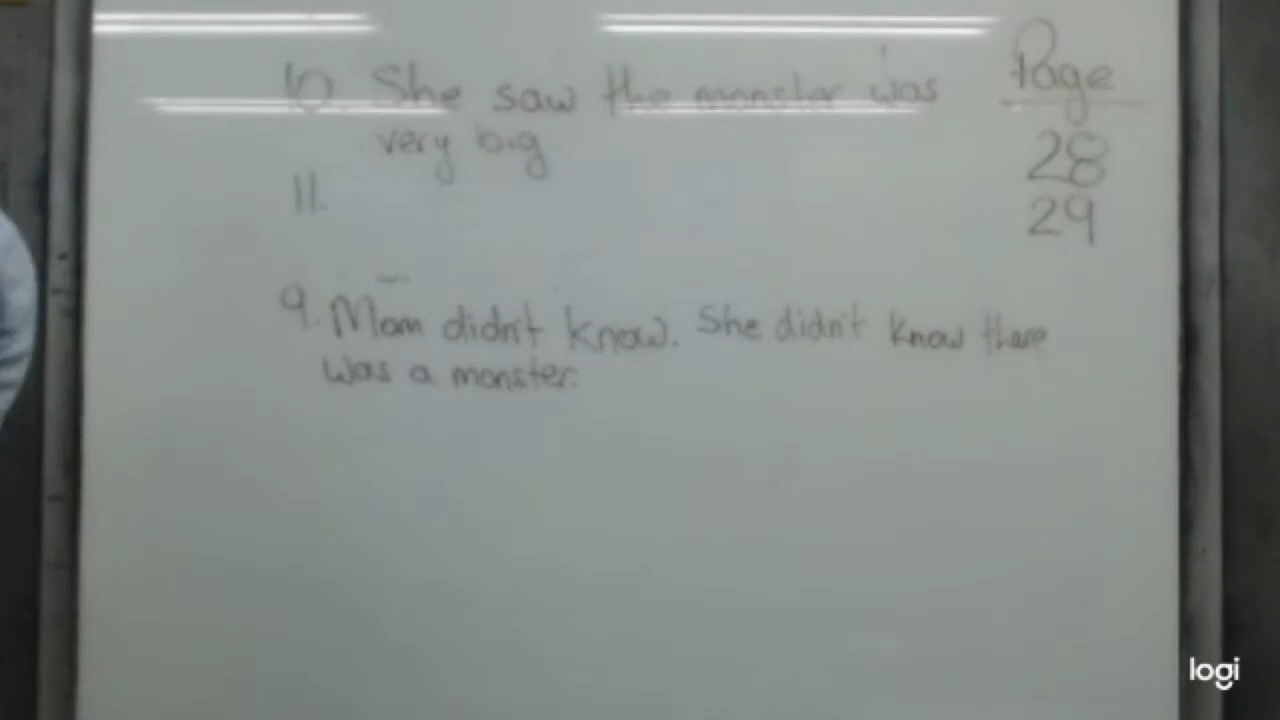 10. She saw the monster was
very big
11.
Page
28
29
9. Mom didn't know. She didn't know there
was a monster.
logi